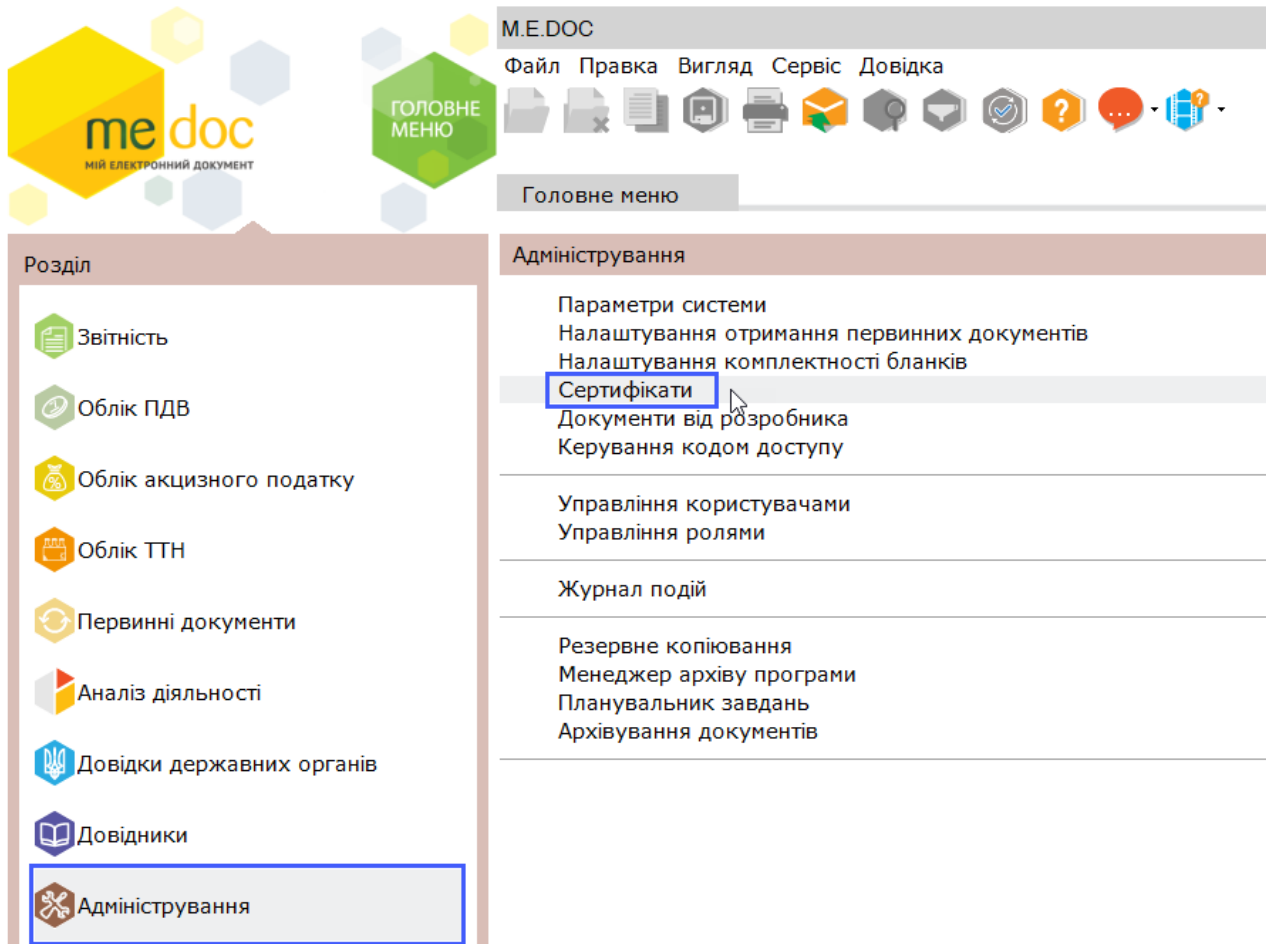 me doc
МІЙ ЕЛЕКТРОННИЙ ДОКУМЕНТ
ГОЛОВНЕ
МЕНЮ
M.E.DOC
Файл Правка Вигляд Сервіс Довідка
Головне меню
Розділ
Звітність
Облік ПДВ
Облік акцизного податку
Облік ТТН
Первинні документи
Аналіз діяльності
Довідки державних органів
Довідники
Адміністрування
Адміністрування
Параметри системи
Налаштування отримання первинних документів
Налаштування комплектності бланків
Сертифікати
Документи від розробника
Керування кодом доступу
Управління користувачами
Управління ролями
Журнал подій
Резервне копіювання
Менеджер архіву програми
Планувальник завдань
Архівування документів